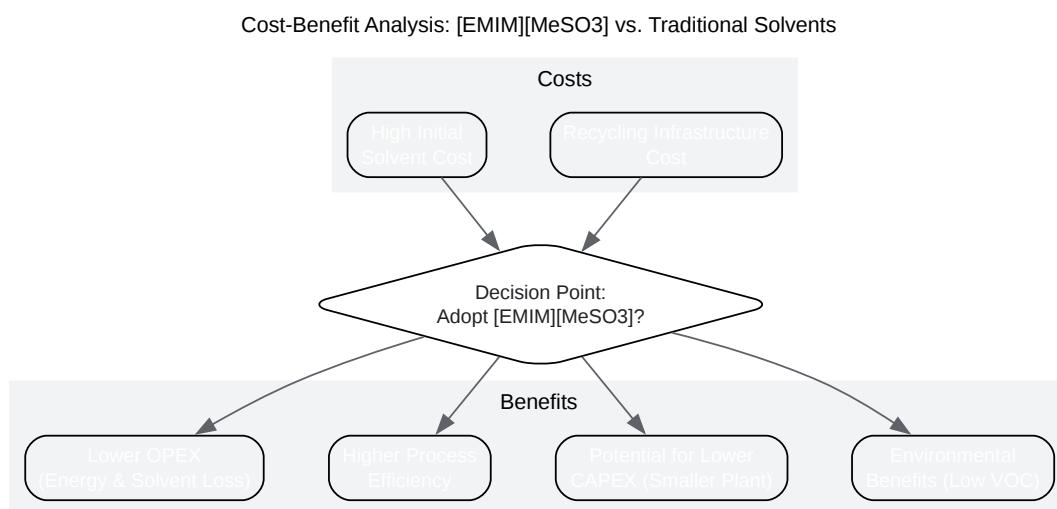 Cost-Benefit Analysis: [EMIM][MeSO3] vs. Traditional Solvents
Costs
High Initial
Solvent Cost
Recycling Infrastructure
Cost
Decision Point:
Adopt [EMIM][MeSO3]?
Benefits
Lower OPEX
(Energy & Solvent Loss)
Higher Process
Efficiency
Potential for Lower
CAPEX (Smaller Plant)
Environmental
Benefits (Low VOC)